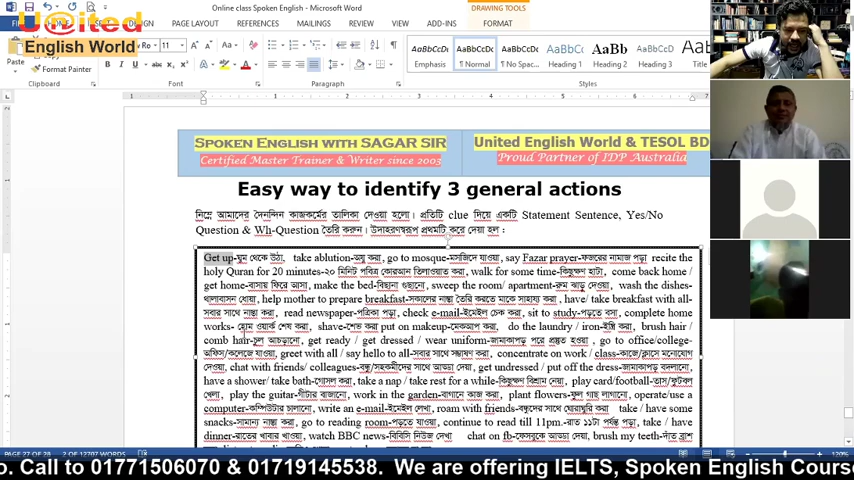 Online class Spoken English - Microsoft Word
DRAWING TOOLS
U@ited
English World
PAGE LAYOUT REFERENCES MAILINGS REVIEW VIEW ADD-INS FORMAT
Paste
Format Painter
11
AaBbCcDc AaBbCcDc AaBbCcDc AaBbCc AaBb AaBbCcD
Emphasis ¶ Normal ¶ No Spac... Heading 1 Heading 2 Heading 3 Title
Clipboard Font Paragraph Styles
SPOKEN ENGLISH WITH SAGAR SIR
Certified Master Trainer & Writer since 2003
United English World & TESOL BD
Proud Partner of IDP Australia
Easy way to identify 3 general actions
নিম্নে আমাদের দৈনন্দিন কাজকর্মের তালিকা দেওয়া হলো। প্রতিটি clue দিয়ে একটি Statement Sentence, Yes/No
Question & Wh-Question তৈরি করুন। উদাহরণস্বরূপ প্রথমটি করে দেয়া হল :
Get up-ঘুম থেকে উঠা, take ablution-অযু করা, go to mosque-মসজিদে যাওয়া, say Fazar prayer-ফজরের নামাজ পড়া recite the
holy Quran for 20 minutes-২০ মিনিট পবিত্র কোরআন তিলাওয়াত করা, walk for some time-কিছুক্ষণ হাটা, come back home /
get home-বাসায় ফিরে আসা, make the bed-বিছানা গুছানো, sweep the room/ apartment-রুম ঝাড়ু দেওয়া, wash the dishes-
থালাবাসন ধোয়া, help mother to prepare breakfast-সকালের নাস্তা তৈরি করতে মাকে সাহায্য করা, have/ take breakfast with all-
সবার সাথে নাস্তা করা, read newspaper-পত্রিকা পড়া, check e-mail-ইমেইল চেক করা, sit to study-পড়তে বসা, complete home
works- হোম ওয়ার্ক শেষ করা, shave-শেভ করা put on makeup-মেকআপ করা, do the laundry / iron-ইস্ত্রি করা, brush hair /
comb hair-চুল আচড়ানো, get ready / get dressed / wear uniform-জামাকাপড় পরে প্রস্তুত হওয়া, go to office/college-
অফিস/কলেজে যাওয়া, greet with all / say hello to all-সবার সাথে সম্ভাষণ করা, concentrate on work / class-কাজে/ক্লাসে মনোযোগ
দেওয়া, chat with friends/ colleagues-বন্ধু/সহকর্মীদের সাথে আড্ডা দেয়া, get undressed / put off the dress-জামাকাপড় বদলানো,
have a shower/ take bath-গোসল করা, take a nap / take rest for a while-কিছুক্ষণ বিশ্রাম নেয়া, play card/football-তাস/ফুটবল
খেলা, play the guitar-গীটার বাজানো, work in the garden-বাগানে কাজ করা, plant flowers-ফুল গাছ লাগানো, operate/use a
computer-কম্পিউটার চালানো, write an e-mail-ইমেইল লেখা, roam with friends-বন্ধুদের সাথে ঘোরাঘুরি করা take / have some
snacks-সামান্য নাস্তা করা, go to reading room-পড়তে যাওয়া, continue to read till 11pm-রাত ১১টা পর্যন্ত পড়া, take / have
dinner-রাতের খাবার খাওয়া, watch BBC news-বিবিসি নিউজ দেখা chat on fb-ফেসবুকে আড্ডা দেয়া, brush my teeth-দাঁত ব্রাশ
o. Call to 01771506070 & 01719145538. We are offering IELTS, Spoken English Course
PAGE 27 OF 28 2 OF 12707 WORDS 120%